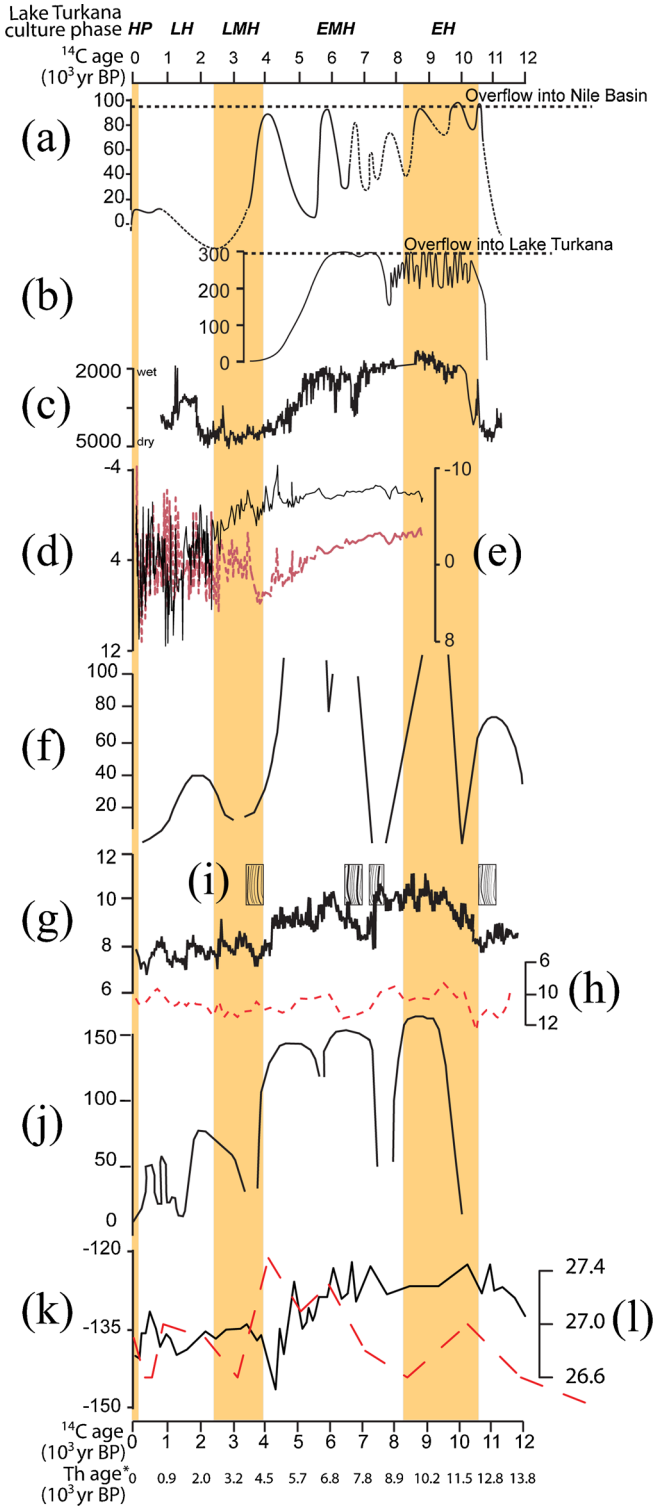 Lake Turkana
culture phase HP LH LMH EMH EH
14C age
(10³ yr BP)
0 1 2 3 4 5 6 7 8 9 10 11 12
Overflow into Nile Basin
(a)
100
80
60
40
20
0
Overflow into Lake Turkana
(b)
300
200
100
0
(c)
2000 wet
5000 dry
(d)
-4
4
12
(e)
-10
0
8
(f)
100
80
60
40
20
(i)
(g)
12
10
8
6
(h)
6
10
12
(j)
150
100
50
0
(k)
-120
-135
-150
(l)
27.4
27.0
26.6
14C age
(10³ yr BP)
0 1 2 3 4 5 6 7 8 9 10 11 12
Th age* 0 0.9 2.0 3.2 4.5 5.7 6.8 7.8 8.9 10.2 11.5 12.8 13.8
(10³ yr BP)